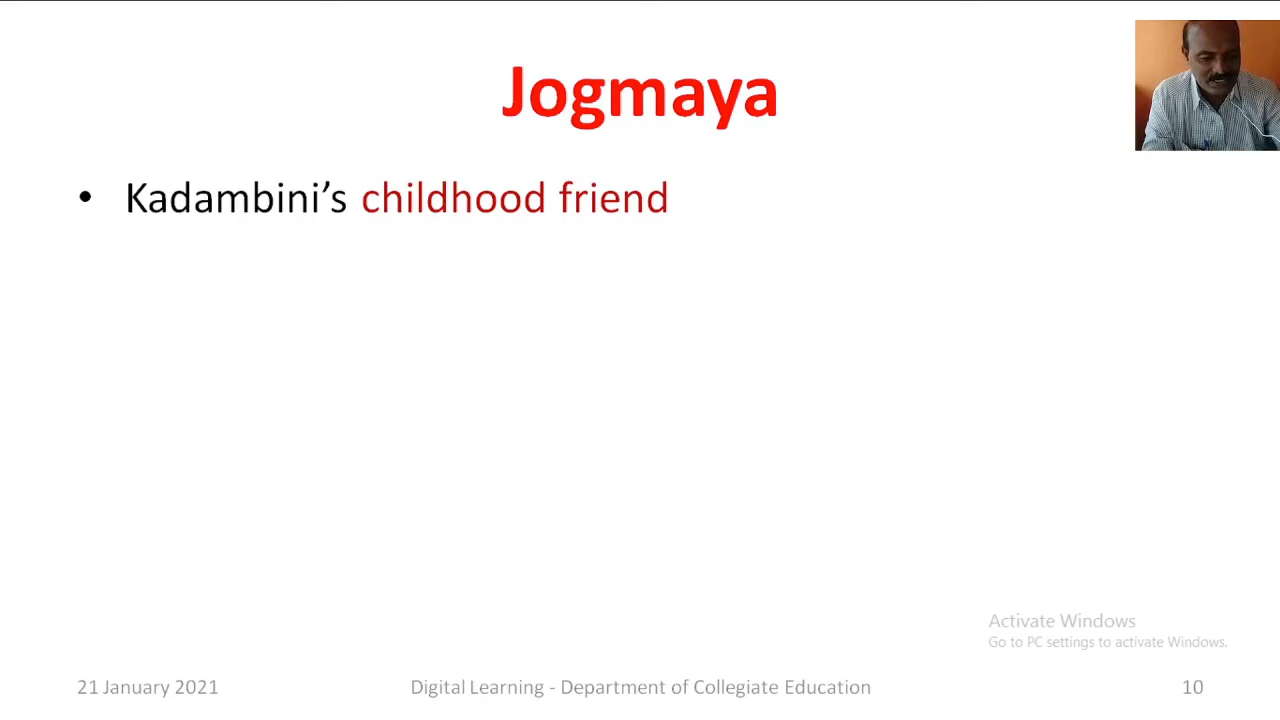 Jogmaya
• Kadambini’s childhood friend
Activate Windows
Go to PC settings to activate Windows.
21 January 2021
Digital Learning - Department of Collegiate Education
10